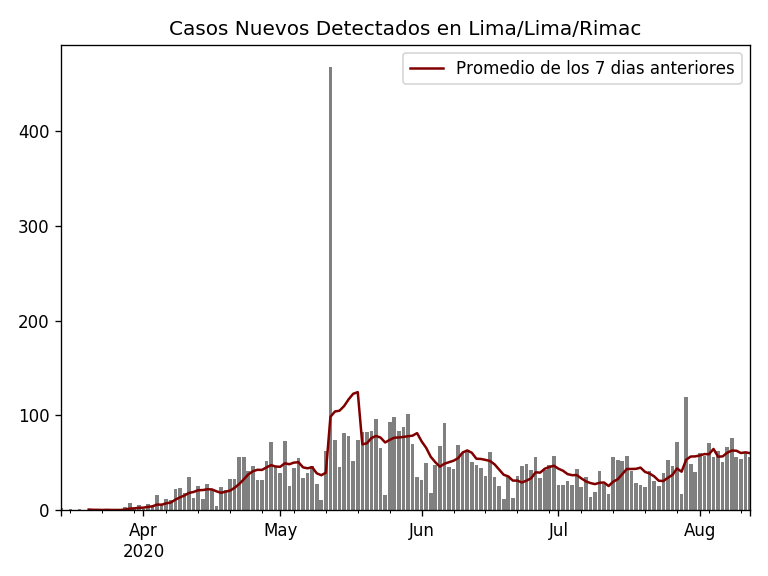 Casos Nuevos Detectados en Lima/Lima/Rimac
Promedio de los 7 dias anteriores
400
300
200
100
0
Apr May Jun Jul Aug
2020